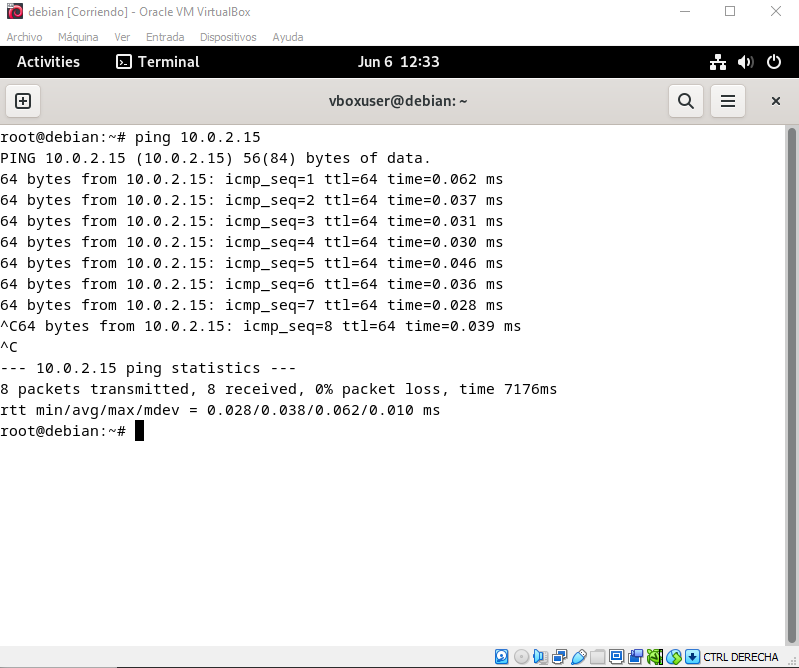 debian [Corriendo] - Oracle VM VirtualBox
Archivo Máquina Ver Entrada Dispositivos Ayuda
Activities Terminal Jun 6 12:33
vboxuser@debian: ~
root@debian:~# ping 10.0.2.15
PING 10.0.2.15 (10.0.2.15) 56(84) bytes of data.
64 bytes from 10.0.2.15: icmp_seq=1 ttl=64 time=0.062 ms
64 bytes from 10.0.2.15: icmp_seq=2 ttl=64 time=0.037 ms
64 bytes from 10.0.2.15: icmp_seq=3 ttl=64 time=0.031 ms
64 bytes from 10.0.2.15: icmp_seq=4 ttl=64 time=0.030 ms
64 bytes from 10.0.2.15: icmp_seq=5 ttl=64 time=0.046 ms
64 bytes from 10.0.2.15: icmp_seq=6 ttl=64 time=0.036 ms
64 bytes from 10.0.2.15: icmp_seq=7 ttl=64 time=0.028 ms
^C64 bytes from 10.0.2.15: icmp_seq=8 ttl=64 time=0.039 ms
^C
--- 10.0.2.15 ping statistics ---
8 packets transmitted, 8 received, 0% packet loss, time 7176ms
rtt min/avg/max/mdev = 0.028/0.038/0.062/0.010 ms
root@debian:~#
CTRL DERECHA